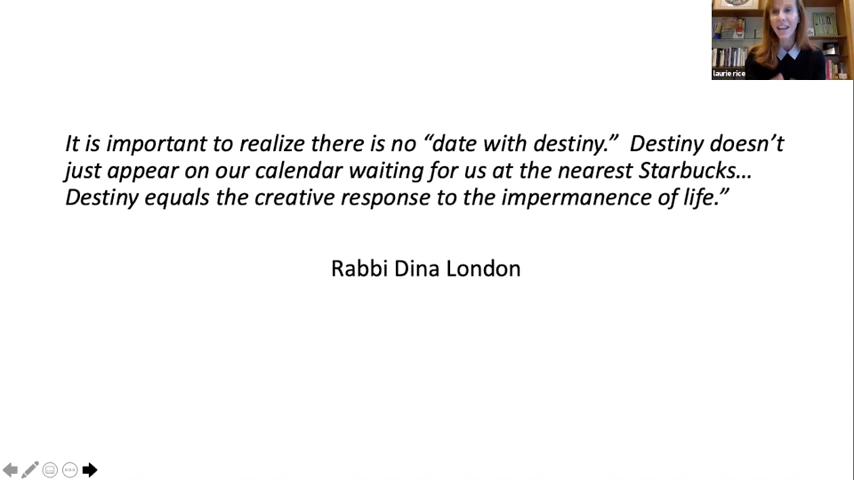 laurie rice
It is important to realize there is no “date with destiny.”  Destiny doesn’t
just appear on our calendar waiting for us at the nearest Starbucks…
Destiny equals the creative response to the impermanence of life.”
Rabbi Dina London